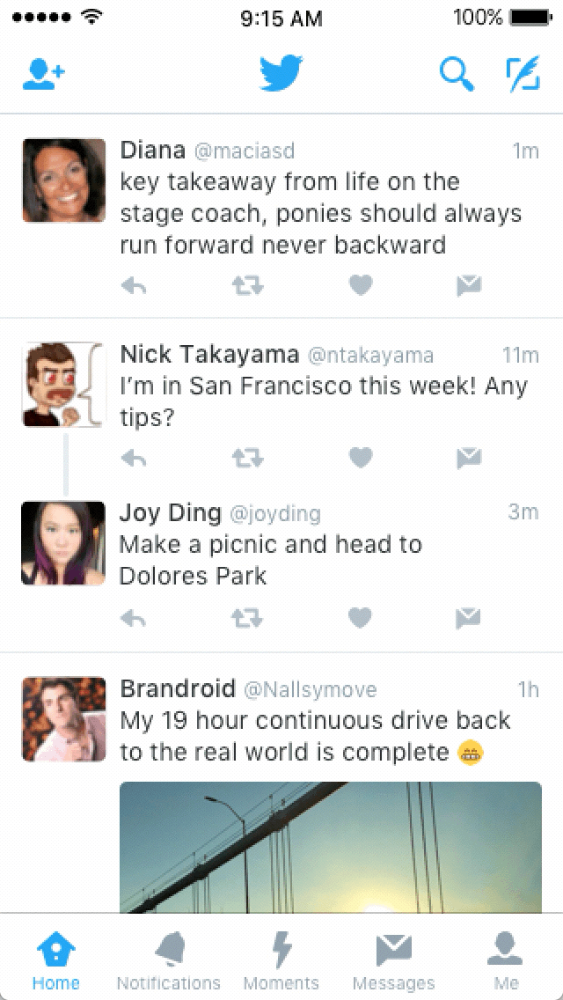 9:15 AM
100%
Diana @maciasd 1m
key takeaway from life on the
stage coach, ponies should always
run forward never backward
Nick Takayama @ntakayama 11m
I'm in San Francisco this week! Any
tips?
Joy Ding @joyding 3m
Make a picnic and head to
Dolores Park
Brandroid @Nallsymove 1h
My 19 hour continuous drive back
to the real world is complete 😁
Home Notifications Moments Messages Me